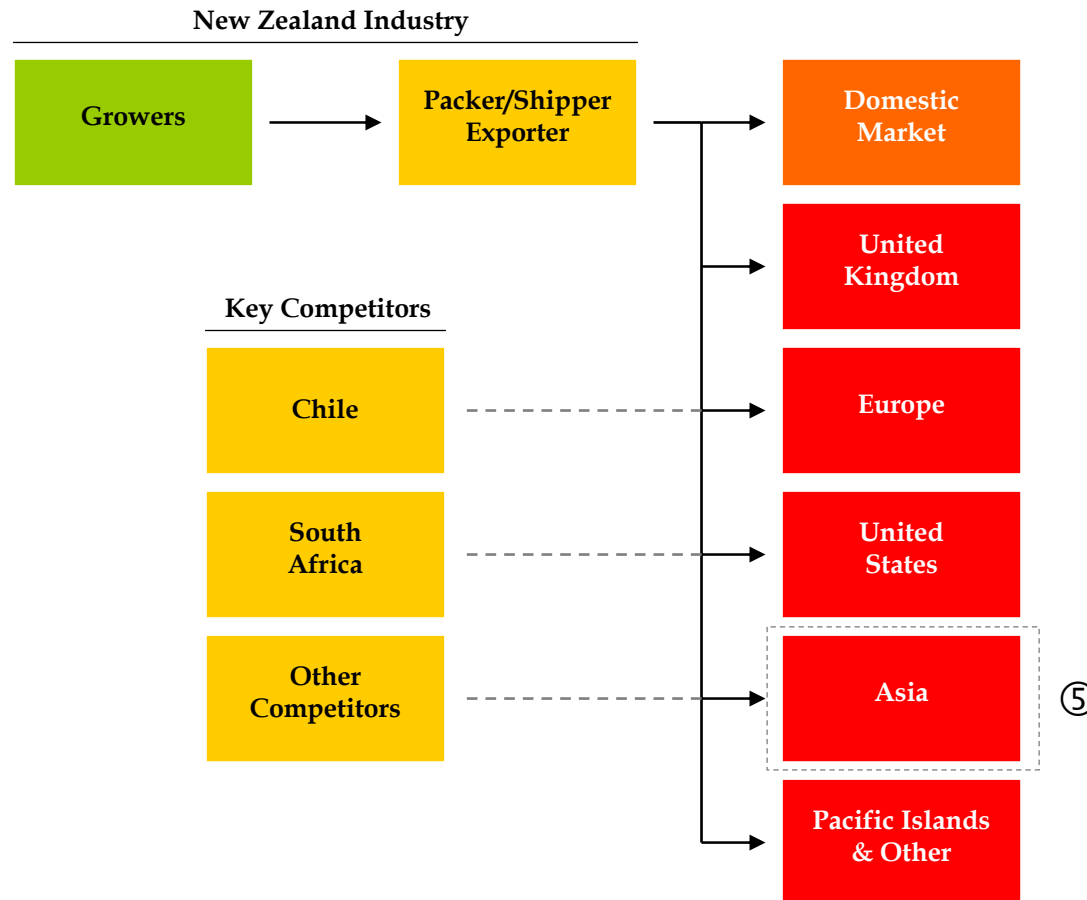 New Zealand Industry
Growers
Packer/Shipper
Exporter
Domestic
Market
United
Kingdom
Key Competitors
Chile
Europe
South
Africa
United
States
Other
Competitors
Asia
⑤
Pacific Islands
& Other